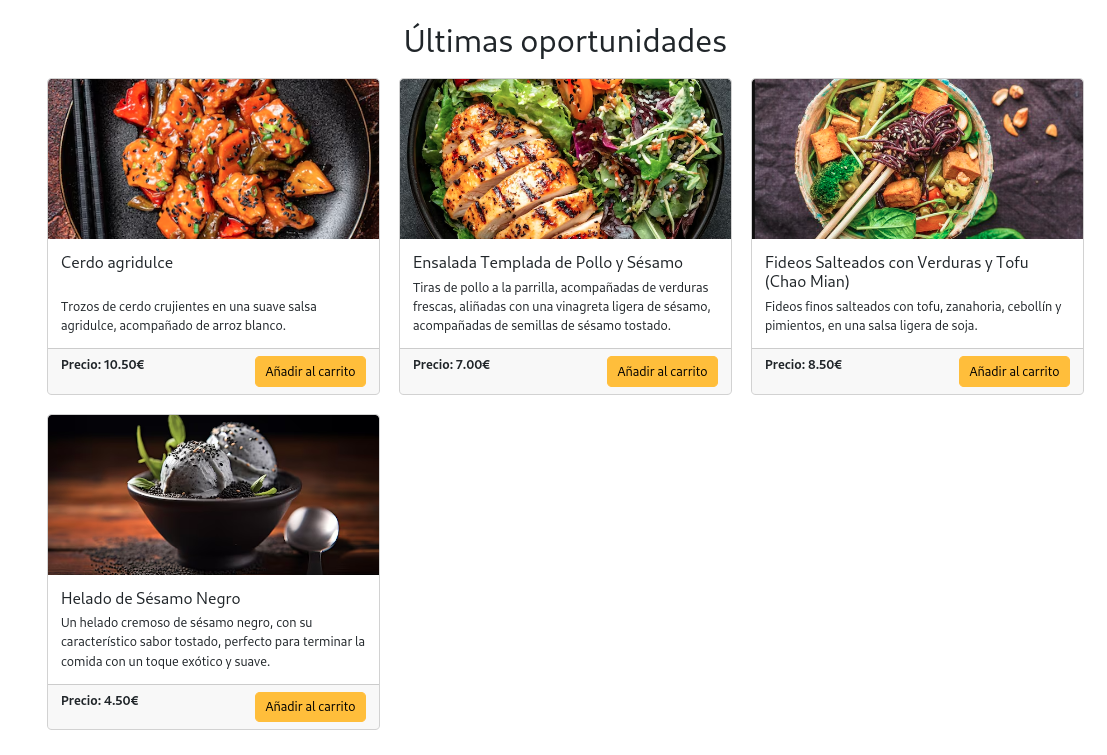 Últimas oportunidades
Cerdo agridulce
Trozos de cerdo crujientes en una suave salsa
agridulce, acompañado de arroz blanco.
Precio: 10.50€
Añadir al carrito
Ensalada Templada de Pollo y Sésamo
Tiras de pollo a la parrilla, acompañadas de verduras
frescas, aliñadas con una vinagreta ligera de sésamo,
acompañadas de semillas de sésamo tostado.
Precio: 7.00€
Añadir al carrito
Fideos Salteados con Verduras y Tofu
(Chao Mian)
Fideos finos salteados con tofu, zanahoria, cebollín y
pimientos, en una salsa ligera de soja.
Precio: 8.50€
Añadir al carrito
Helado de Sésamo Negro
Un helado cremoso de sésamo negro, con su
característico sabor tostado, perfecto para terminar la
comida con un toque exótico y suave.
Precio: 4.50€
Añadir al carrito